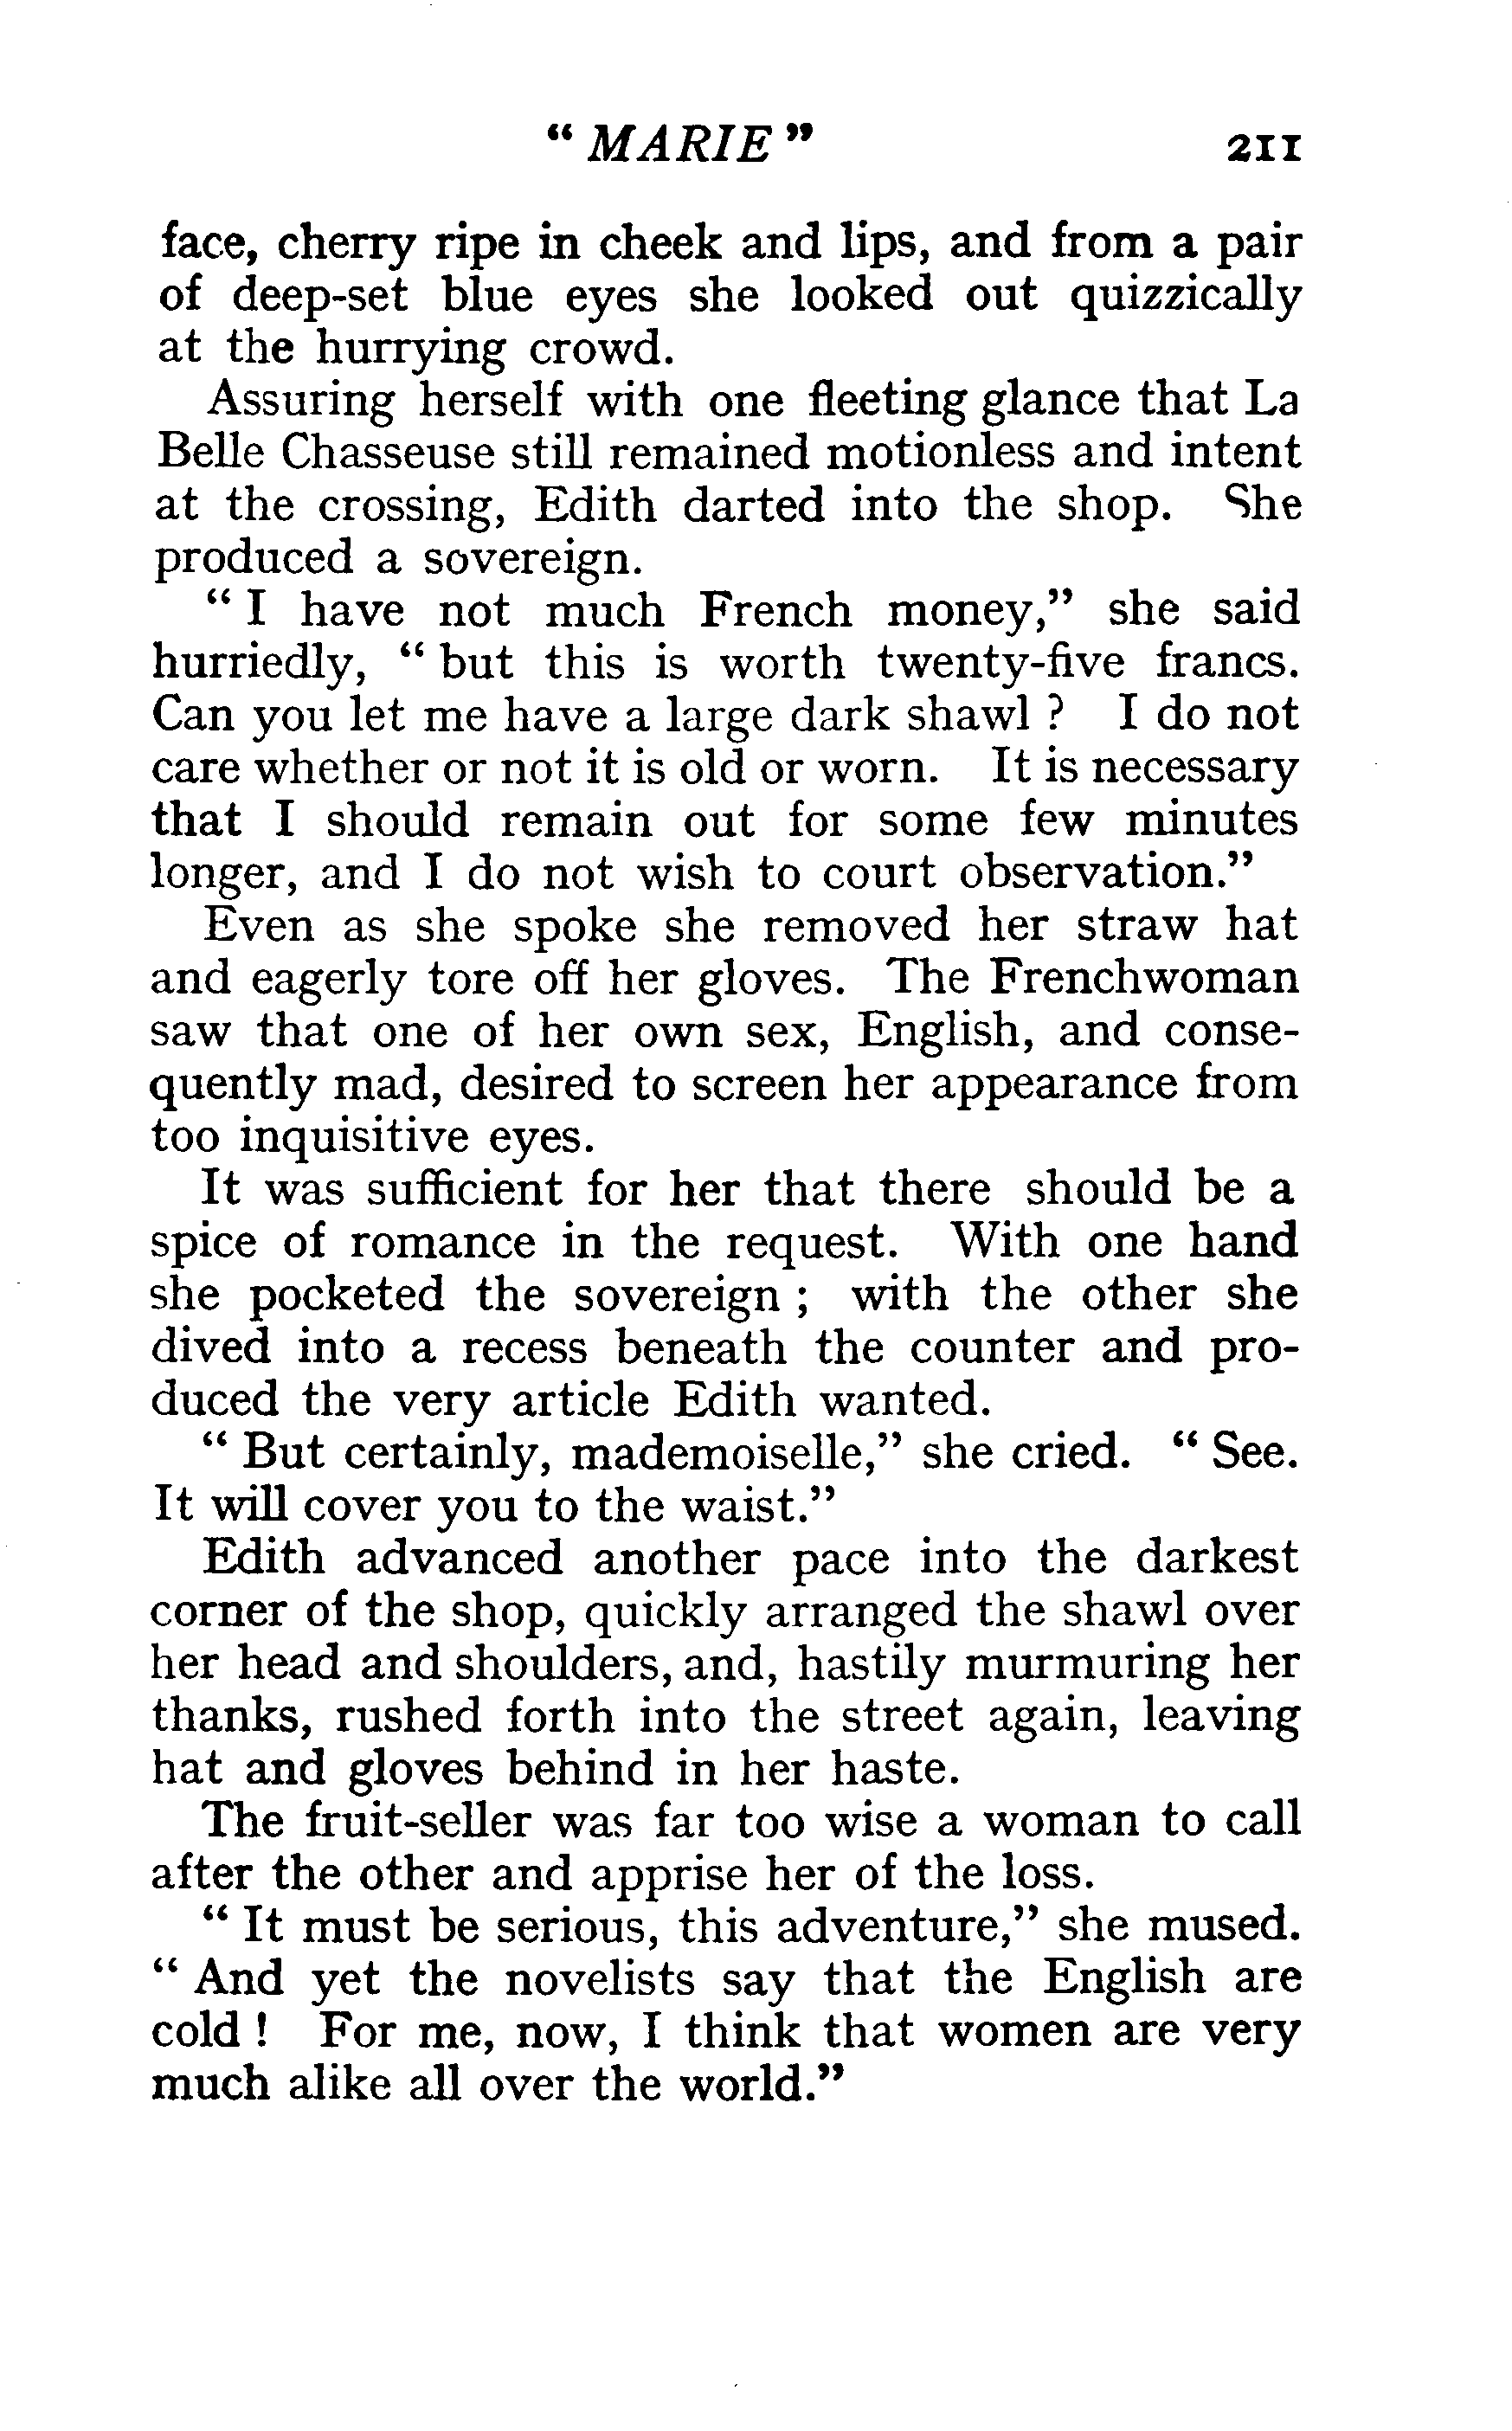 “ MARIE ” 211
face, cherry ripe in cheek and lips, and from a pair
of deep-set blue eyes she looked out quizzically
at the hurrying crowd.
Assuring herself with one fleeting glance that La
Belle Chasseuse still remained motionless and intent
at the crossing, Edith darted into the shop. She
produced a sovereign.
“ I have not much French money,” she said
hurriedly, “ but this is worth twenty-five francs.
Can you let me have a large dark shawl ? I do not
care whether or not it is old or worn. It is necessary
that I should remain out for some few minutes
longer, and I do not wish to court observation.”
Even as she spoke she removed her straw hat
and eagerly tore off her gloves. The Frenchwoman
saw that one of her own sex, English, and conse-
quently mad, desired to screen her appearance from
too inquisitive eyes.
It was sufficient for her that there should be a
spice of romance in the request. With one hand
she pocketed the sovereign ; with the other she
dived into a recess beneath the counter and pro-
duced the very article Edith wanted.
“ But certainly, mademoiselle,” she cried. “ See.
It will cover you to the waist.”
Edith advanced another pace into the darkest
corner of the shop, quickly arranged the shawl over
her head and shoulders, and, hastily murmuring her
thanks, rushed forth into the street again, leaving
hat and gloves behind in her haste.
The fruit-seller was far too wise a woman to call
after the other and apprise her of the loss.
“ It must be serious, this adventure,” she mused.
“ And yet the novelists say that the English are
cold ! For me, now, I think that women are very
much alike all over the world.”